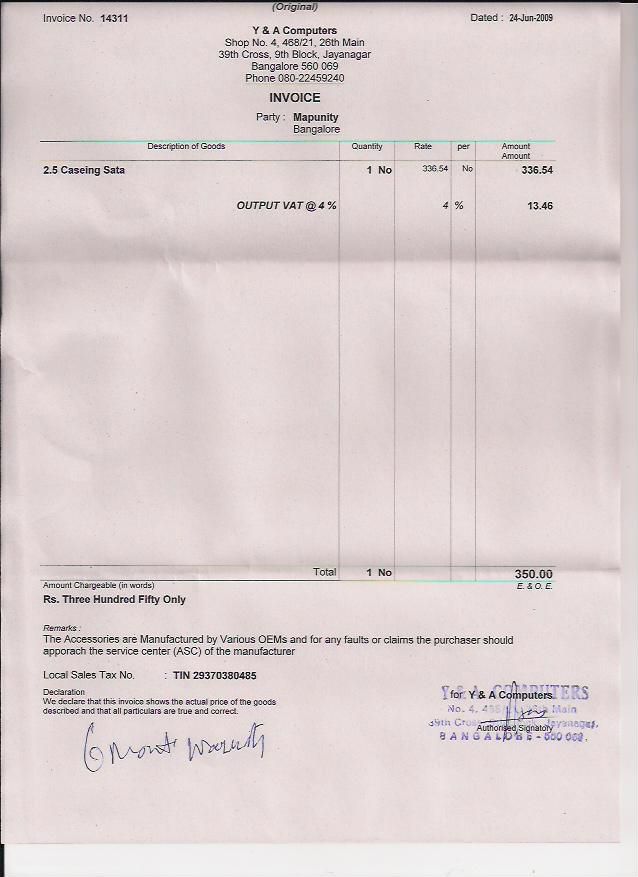 (Original)
Invoice No. 14311 Dated : 24-Jun-2009
Y & A Computers
Shop No. 4, 468/21, 26th Main
39th Cross, 9th Block, Jayanagar
Bangalore 560 069
Phone 080-22459240
INVOICE
Party : Mapunity
Bangalore
Description of Goods Quantity Rate per Amount
Amount
2.5 Caseing Sata 1 No 336.54 No 336.54
OUTPUT VAT @ 4 % 4 % 13.46
Total 1 No 350.00
Amount Chargeable (in words) E. & O. E.
Rs. Three Hundred Fifty Only
Remarks :
The Accessories are Manufactured by Various OEMs and for any faults or claims the purchaser should
apporach the service center (ASC) of the manufacturer
Local Sales Tax No. : TIN 29370380485
Declaration
We declare that this invoice shows the actual price of the goods
described and that all particulars are true and correct.
for Y & A Computers
Authorised Signatory
Y & A COMPUTERS
No. 4, 26th Main
39th Cross, Jayanagar,
BANGALORE - 560 069.
6 Month Warranty